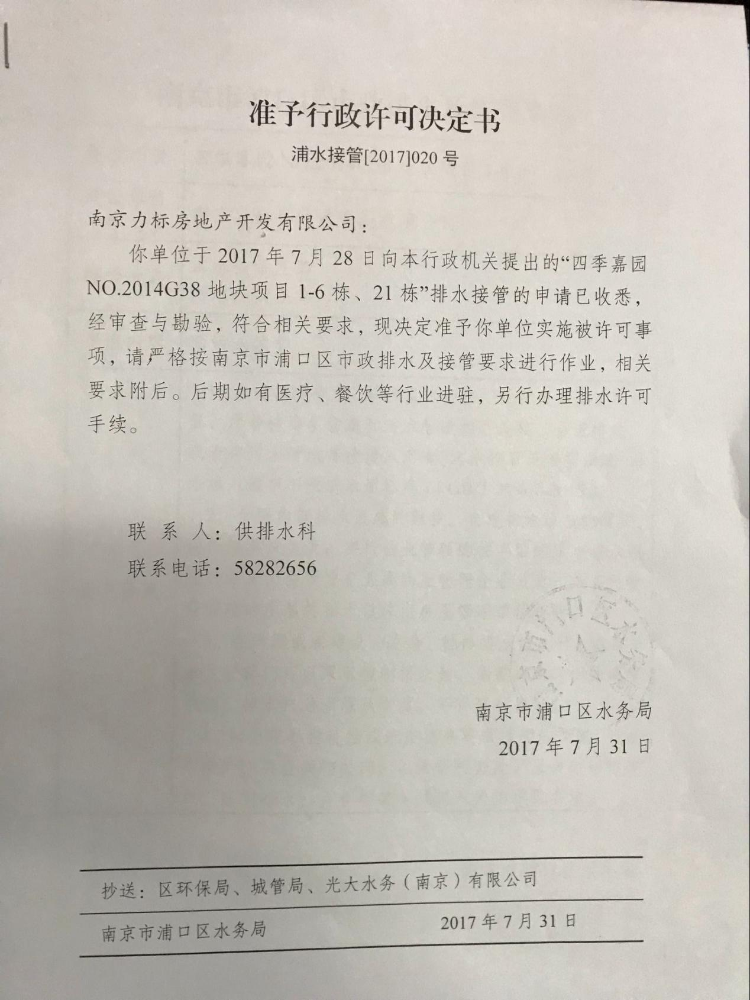 准予行政许可决定书
浦水接管[2017]020 号
南京力标房地产开发有限公司：
你单位于 2017 年 7 月 28 日向本行政机关提出的“四季嘉园
NO.2014G38 地块项目 1-6 栋、21 栋”排水接管的申请已收悉，
经审查与勘验，符合相关要求，现决定准予你单位实施被许可事
项，请严格按南京市浦口区市政排水及接管要求进行作业，相关
要求附后。后期如有医疗、餐饮等行业进驻，另行办理排水许可
手续。
联 系 人：供排水科
联系电话：58282656
南京市浦口区水务局
2017 年 7 月 31 日
抄送：区环保局、城管局、光大水务（南京）有限公司
南京市浦口区水务局 2017 年 7 月 31 日